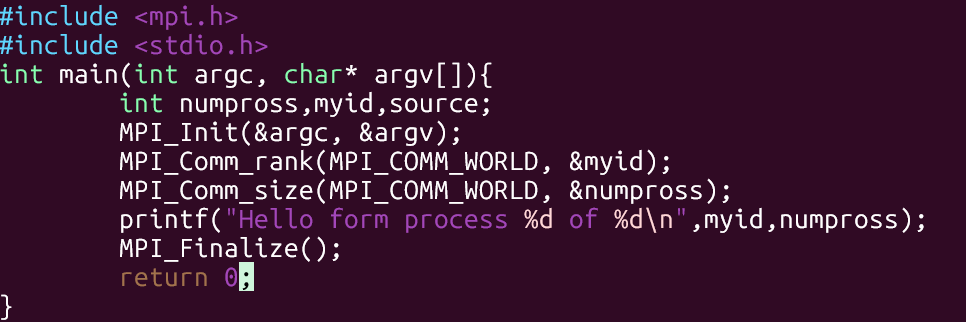 #include <mpi.h>
#include <stdio.h>
int main(int argc, char* argv[]){
        int numpross,myid,source;
        MPI_Init(&argc, &argv);
        MPI_Comm_rank(MPI_COMM_WORLD, &myid);
        MPI_Comm_size(MPI_COMM_WORLD, &numpross);
        printf("Hello form process %d of %d\n",myid,numpross);
        MPI_Finalize();
        return 0;
}